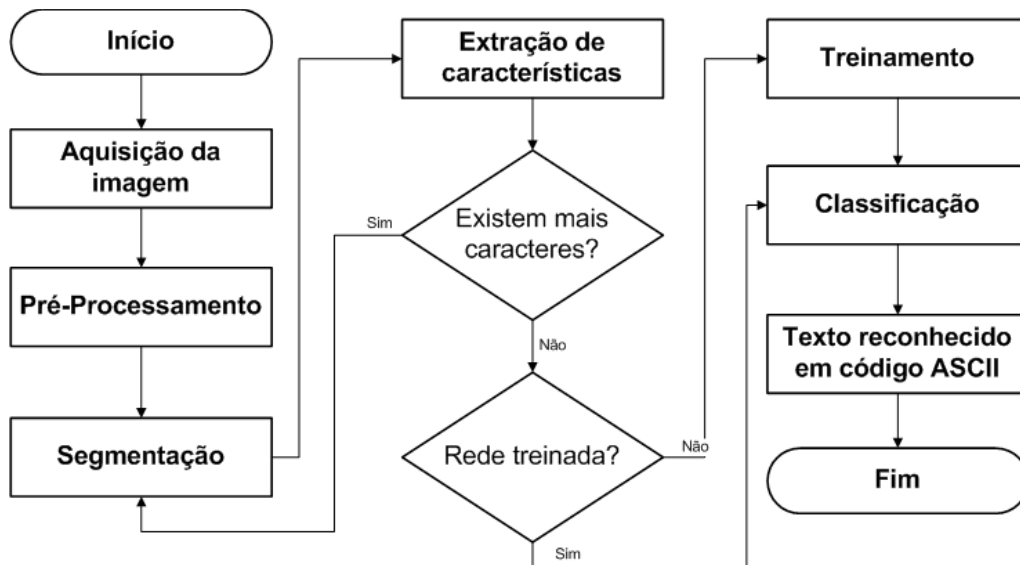 Início
Aquisição da
imagem
Pré-Processamento
Segmentação
Extração de
características
Existem mais
caracteres?
Sim
Não
Rede treinada?
Não
Sim
Treinamento
Classificação
Texto reconhecido
em código ASCII
Fim